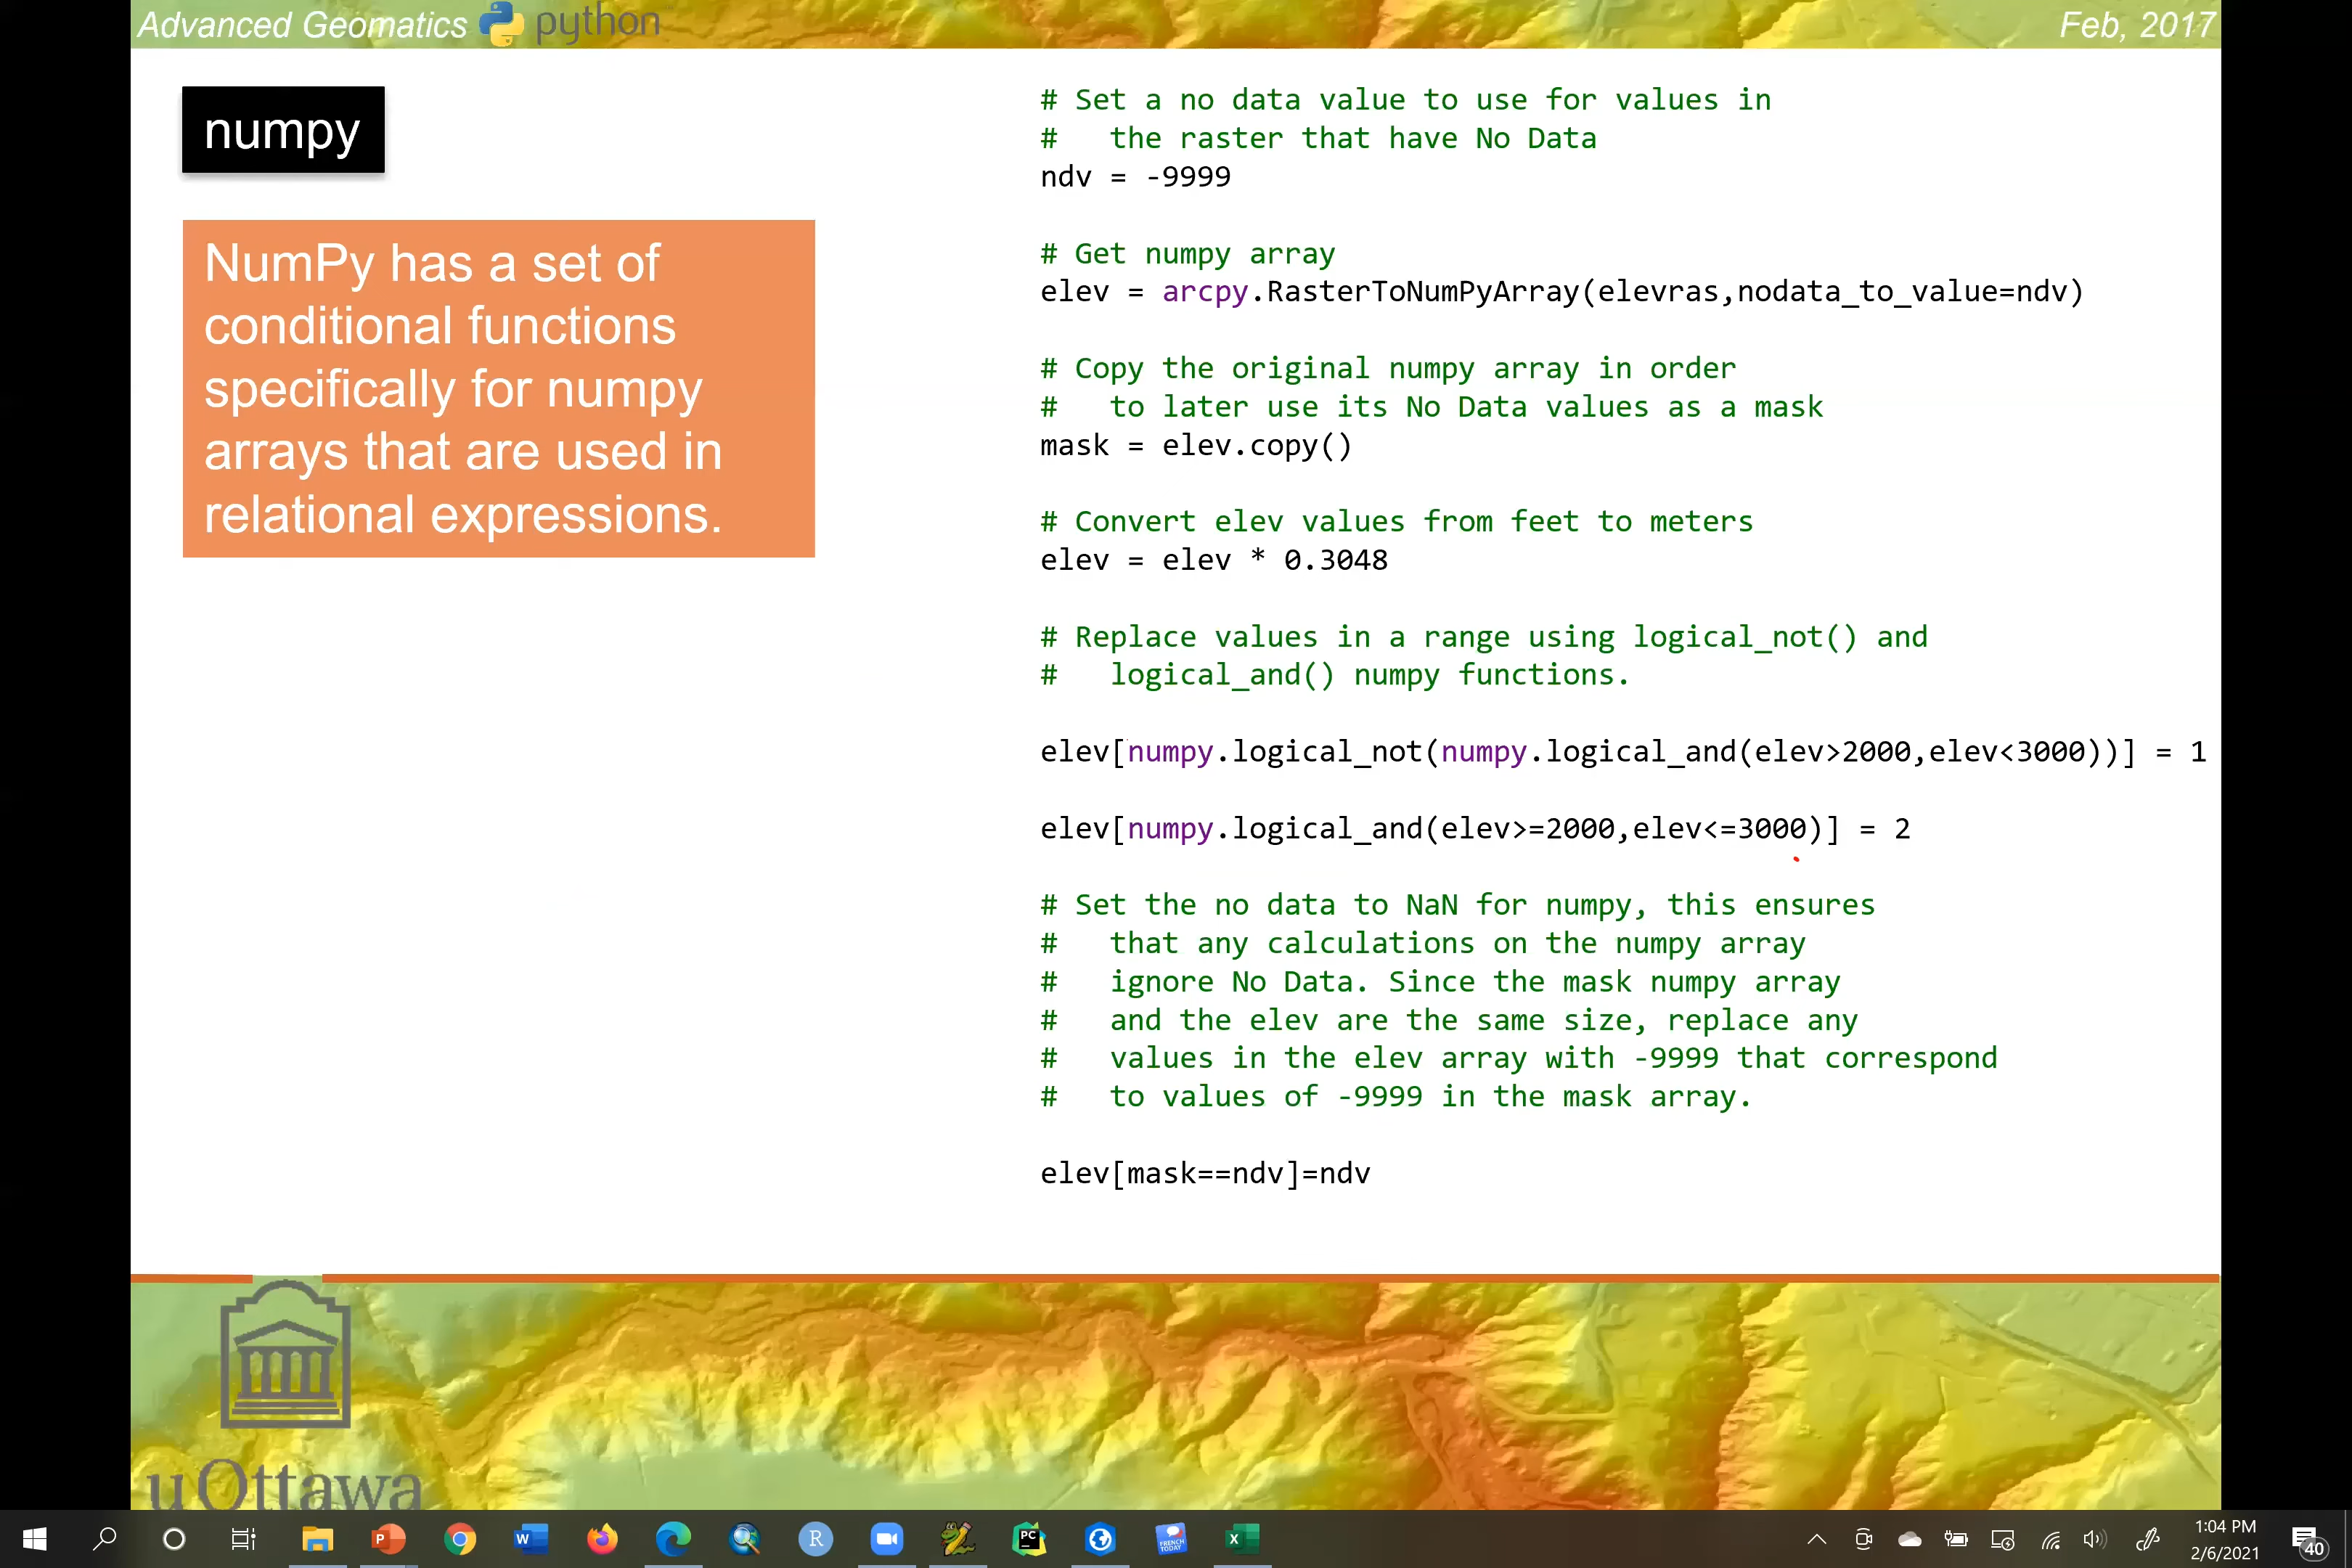 Advanced Geomatics python
Feb, 2017
numpy
NumPy has a set of
conditional functions
specifically for numpy
arrays that are used in
relational expressions.
# Set a no data value to use for values in
#   the raster that have No Data
ndv = -9999
# Get numpy array
elev = arcpy.RasterToNumPyArray(elevras,nodata_to_value=ndv)
# Copy the original numpy array in order
#   to later use its No Data values as a mask
mask = elev.copy()
# Convert elev values from feet to meters
elev = elev * 0.3048
# Replace values in a range using logical_not() and
#   logical_and() numpy functions.
elev[numpy.logical_not(numpy.logical_and(elev>2000,elev<3000))] = 1
elev[numpy.logical_and(elev>=2000,elev<=3000)] = 2
# Set the no data to NaN for numpy, this ensures
#   that any calculations on the numpy array
#   ignore No Data. Since the mask numpy array
#   and the elev are the same size, replace any
#   values in the elev array with -9999 that correspond
#   to values of -9999 in the mask array.
elev[mask==ndv]=ndv
uOttawa
P
W
R
PC
FRENCH
TODAY
X
1:04 PM
2/6/2021
40